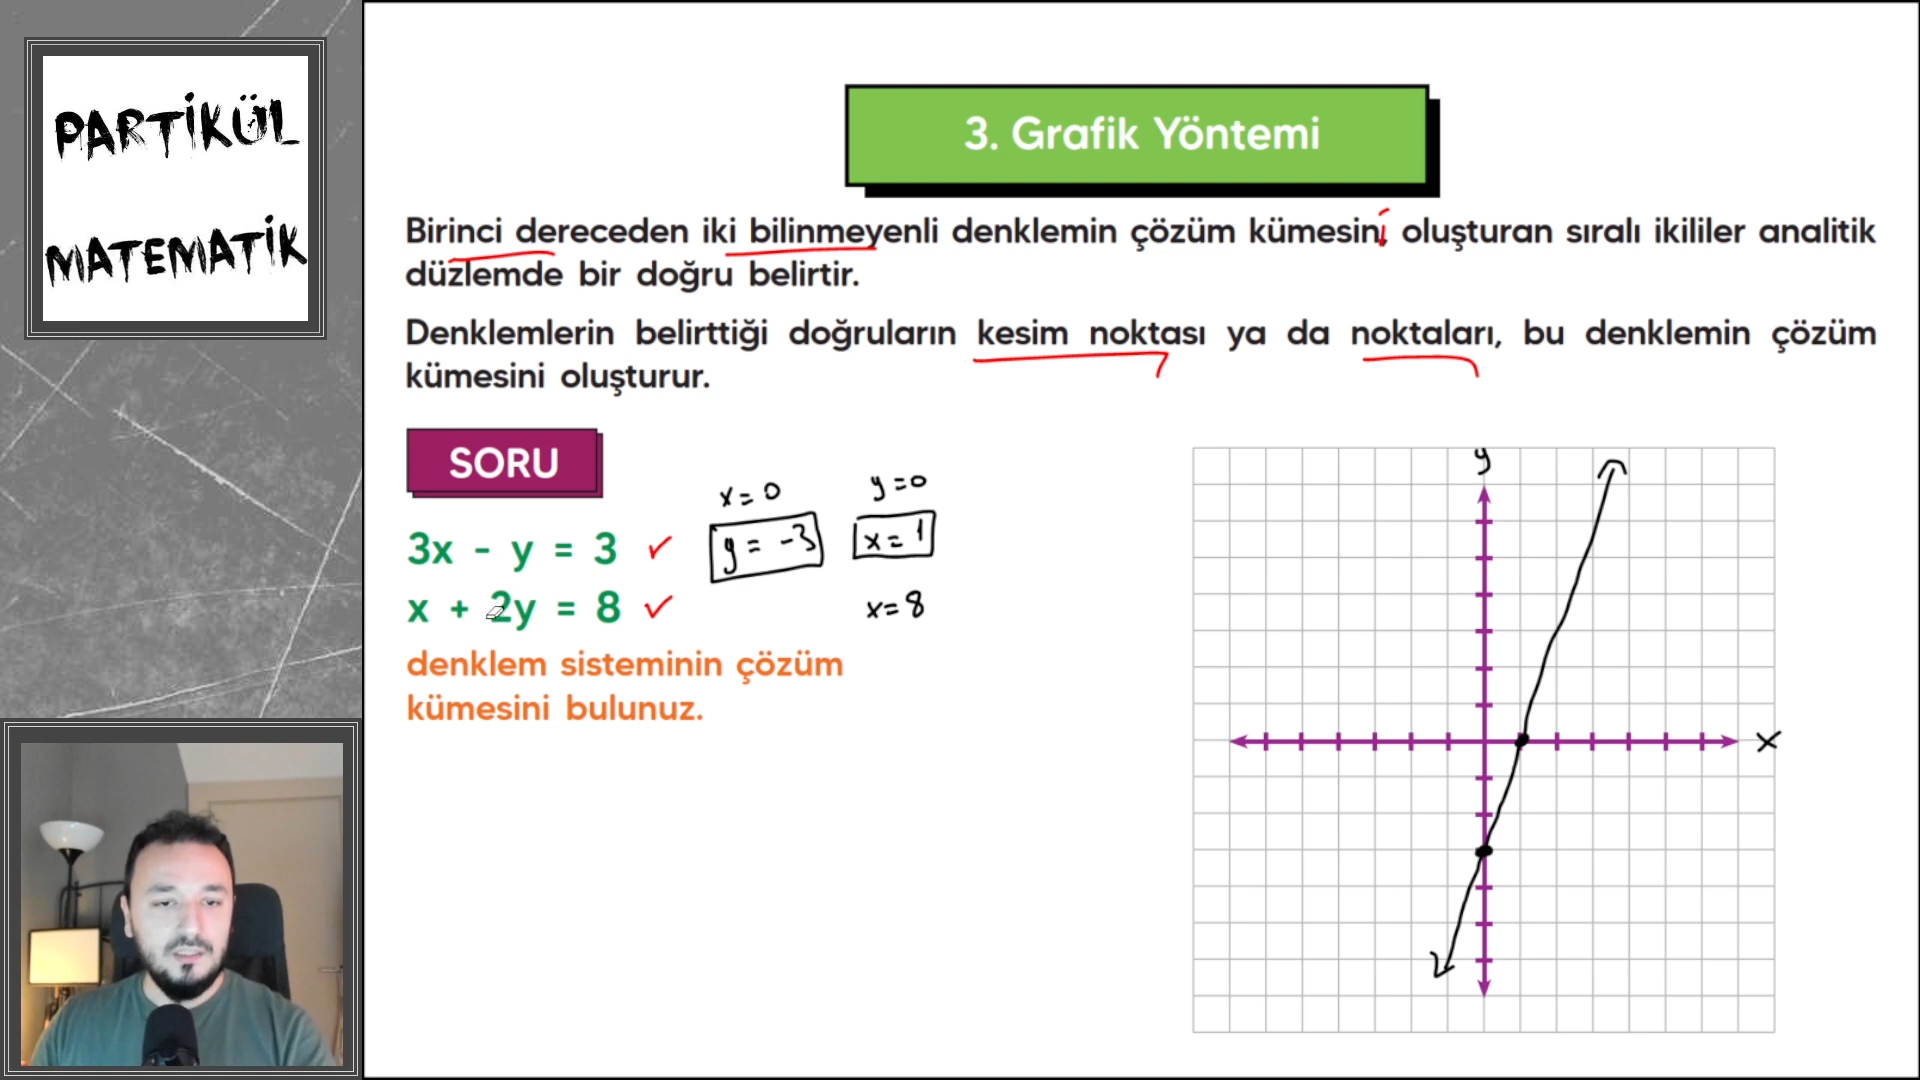 PARTİKÜL
MATEMATİK
3. Grafik Yöntemi
Birinci dereceden iki bilinmeyenli denklemin çözüm kümesini oluşturan sıralı ikililer analitik
düzlemde bir doğru belirtir.
Denklemlerin belirttiği doğruların kesim noktası ya da noktaları, bu denklemin çözüm
kümesini oluşturur.
SORU
x = 0
y = 0
3x - y = 3 ✓
y = -3
x = 1
x + 2y = 8 ✓
x = 8
denklem sisteminin çözüm
kümesini bulunuz.
y
x